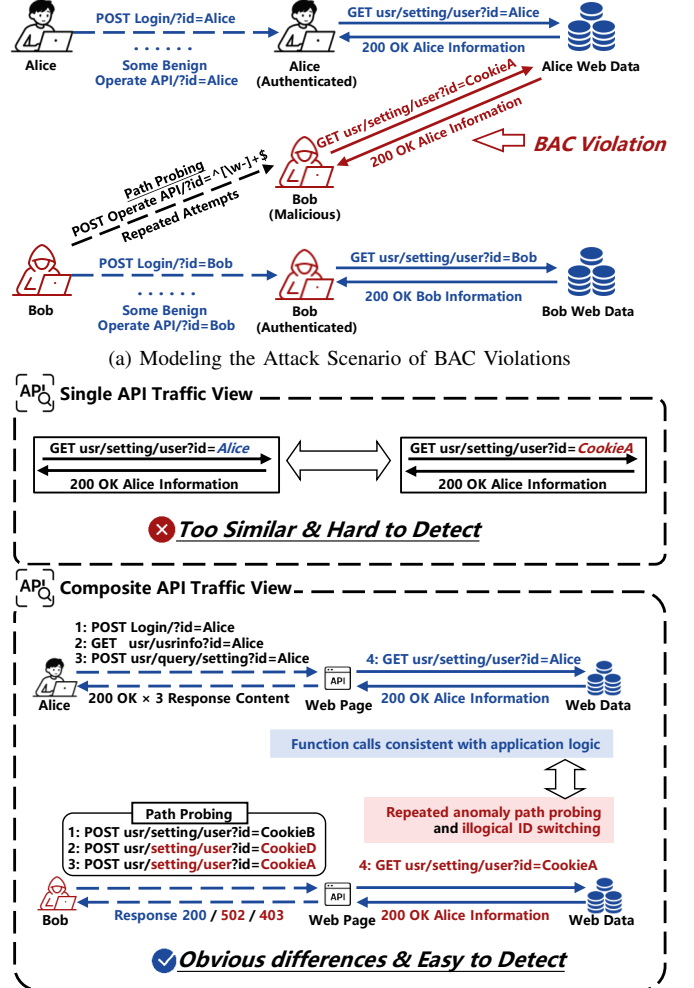 POST Login/?id=Alice
GET usr/setting/user?id=Alice
......
200 OK Alice Information
Alice
Some Benign
Operate API/?id=Alice
Alice
(Authenticated)
Alice Web Data
GET usr/setting/user?id=CookieA
200 OK Alice Information
BAC Violation
Path Probing
POST Operate API/?id=^[\w-]+$
Repeated Attempts
Bob
(Malicious)
POST Login/?id=Bob
GET usr/setting/user?id=Bob
......
200 OK Bob Information
Bob
Some Benign
Operate API/?id=Bob
Bob
(Authenticated)
Bob Web Data
(a) Modeling the Attack Scenario of BAC Violations
API
Single API Traffic View
GET usr/setting/user?id=Alice
200 OK Alice Information
GET usr/setting/user?id=CookieA
200 OK Alice Information
Too Similar & Hard to Detect
API
Composite API Traffic View
1: POST Login/?id=Alice
2: GET usr/usrinfo?id=Alice
3: POST usr/query/setting?id=Alice
4: GET usr/setting/user?id=Alice
API
Alice
200 OK × 3 Response Content
Web Page
200 OK Alice Information
Web Data
Function calls consistent with application logic
Repeated anomaly path probing
and illogical ID switching
Path Probing
1: POST usr/setting/user?id=CookieB
2: POST usr/setting/user?id=CookieD
3: POST usr/setting/user?id=CookieA
4: GET usr/setting/user?id=CookieA
API
Bob
Response 200 / 502 / 403
Web Page
200 OK Alice Information
Web Data
Obvious differences & Easy to Detect